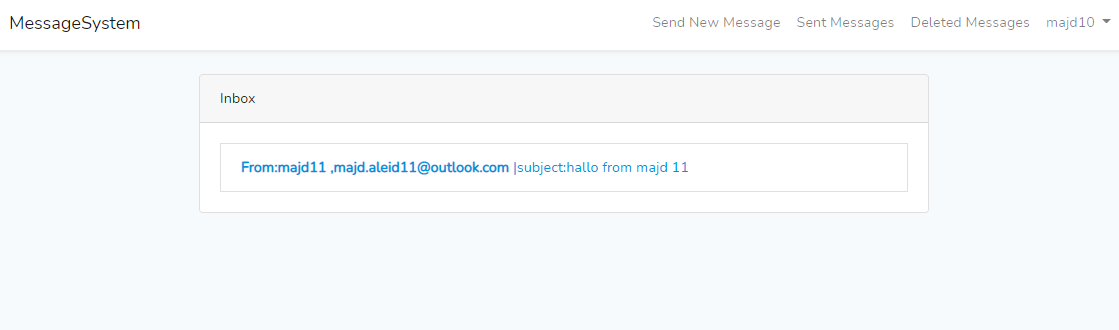 MessageSystem Send New Message Sent Messages Deleted Messages majd10
Inbox
From:majd11 ,majd.aleid11@outlook.com |subject:hallo from majd 11